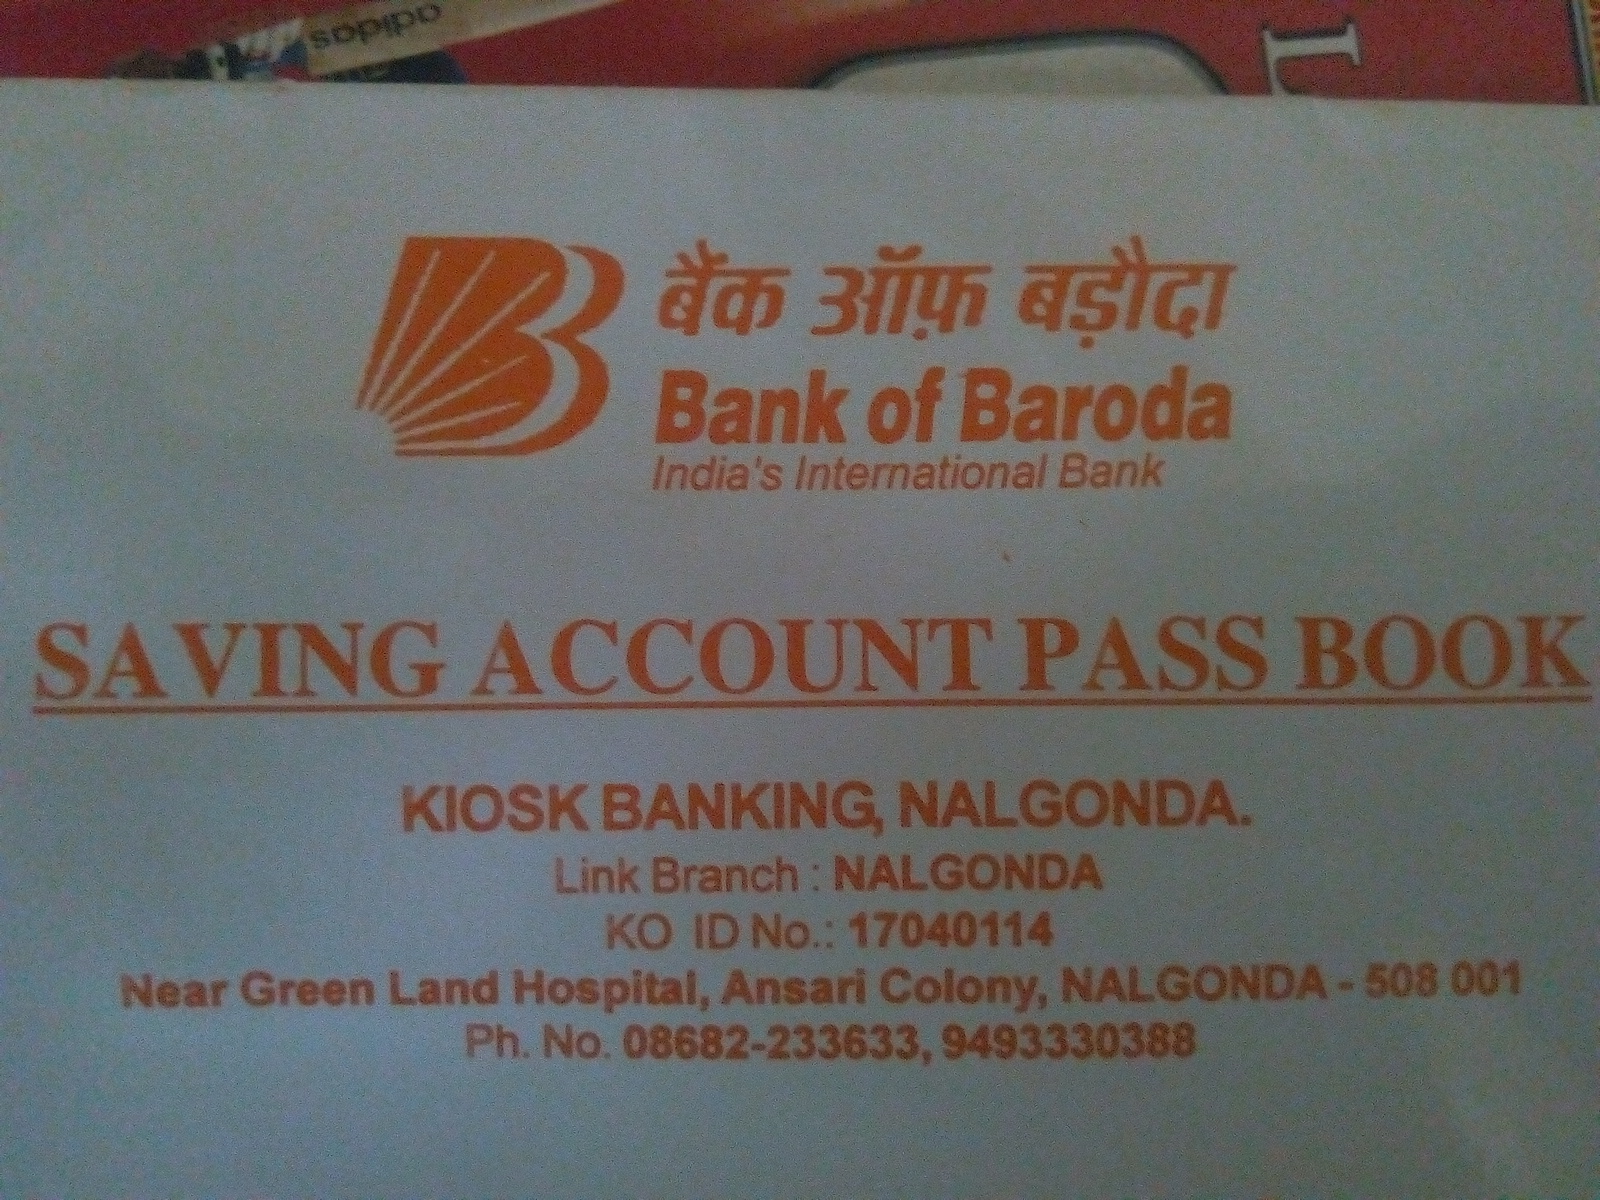 adidas
L
बैंक ऑफ़ बड़ौदा
Bank of Baroda
India's International Bank
SAVING ACCOUNT PASS BOOK
KIOSK BANKING, NALGONDA.
Link Branch : NALGONDA
KO ID No.: 17040114
Near Green Land Hospital, Ansari Colony, NALGONDA - 508 001
Ph. No. 08682-233633, 9493330388